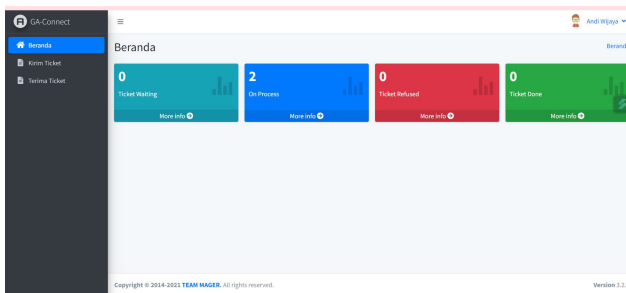 GA-Connect
Andi Wijaya
Beranda
Kirim Ticket
Terima Ticket
Beranda
Berand
0
Ticket Waiting
More info
2
On Process
More info
0
Ticket Refused
More info
0
Ticket Done
More info
Copyright © 2014-2021 TEAM MAGER. All rights reserved.
Version 3.2.